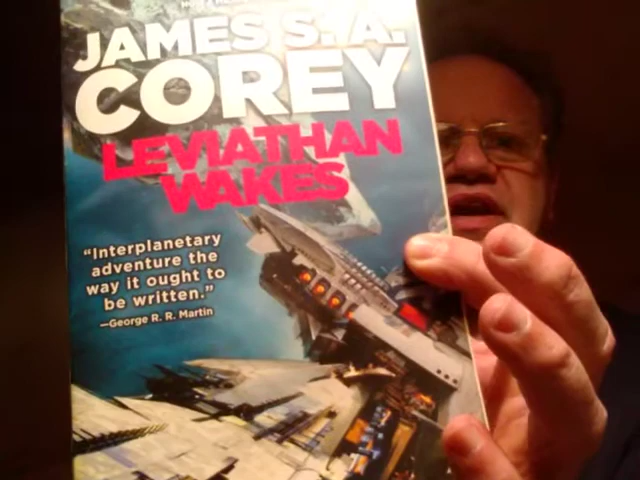 JAMES S. A.
COREY
LEVIATHAN
WAKES
“Interplanetary
adventure the
way it ought to
be written.”
—George R. R. Martin